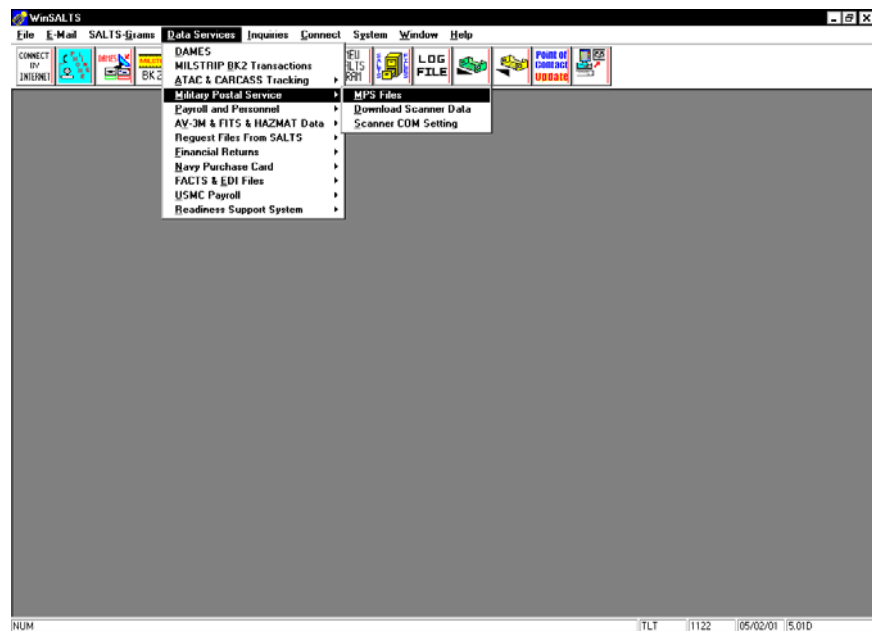 WinSALTS
File E-Mail SALTS-Grams Data Services Inquiries Connect System Window Help
CONNECT BY INTERNET
DAMES
BK2
LOG FILE
Point of Contact Update
DAMES
MILSTRIP BK2 Transactions
ATAC & CARCASS Tracking
Military Postal Service
Payroll and Personnel
AV-3M & FITS & HAZMAT Data
Request Files From SALTS
Financial Returns
Navy Purchase Card
FACTS & EDI Files
USMC Payroll
Readiness Support System
MPS Files
Download Scanner Data
Scanner COM Setting
NUM TLT 1122 05/02/01 5.01D